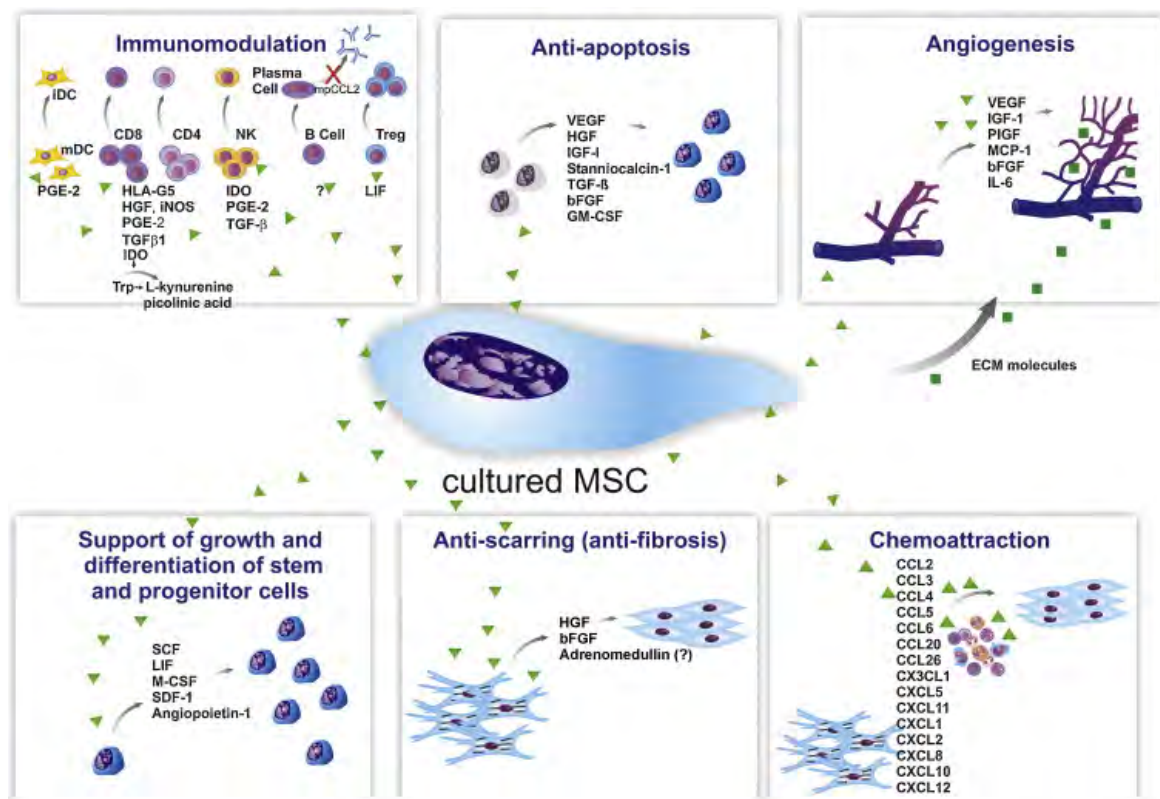 Immunomodulation
iDC
mDC
PGE-2
CD8
CD4
HLA-G5
HGF, iNOS
PGE-2
TGFβ1
IDO
Trp→L-kynurenine
picolinic acid
NK
IDO
PGE-2
TGF-β
Plasma
Cell
mpCCL2
B Cell
?
Treg
LIF
Anti-apoptosis
VEGF
HGF
IGF-I
Stanniocalcin-1
TGF-ß
bFGF
GM-CSF
Angiogenesis
VEGF
IGF-1
PIGF
MCP-1
bFGF
IL-6
ECM molecules
cultured MSC
Support of growth and
differentiation of stem
and progenitor cells
SCF
LIF
M-CSF
SDF-1
Angiopoietin-1
Anti-scarring (anti-fibrosis)
HGF
bFGF
Adrenomedullin (?)
Chemoattraction
CCL2
CCL3
CCL4
CCL5
CCL6
CCL20
CCL26
CX3CL1
CXCL5
CXCL11
CXCL1
CXCL2
CXCL8
CXCL10
CXCL12